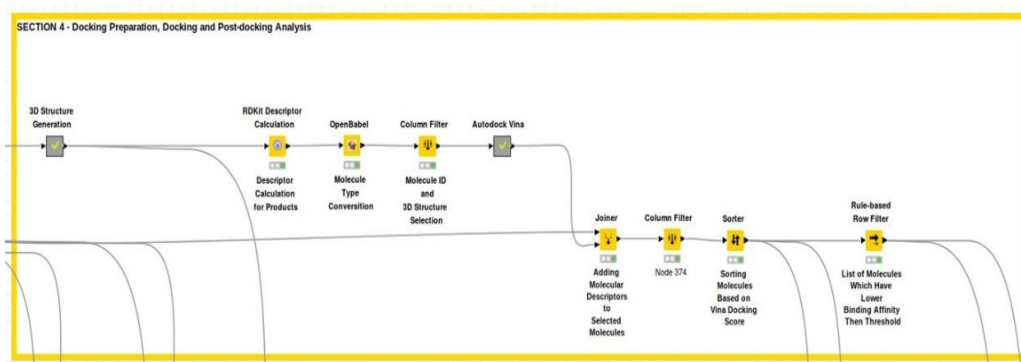 SECTION 4 - Docking Preparation, Docking and Post-docking Analysis
3D Structure
Generation
RDKit Descriptor
Calculation
Descriptor
Calculation
for Products
OpenBabel
Molecule
Type
Conversition
Column Filter
Molecule ID
and
3D Structure
Selection
Autodock Vina
Joiner
Adding
Molecular
Descriptors
to
Selected
Molecules
Column Filter
Node 374
Sorter
Sorting
Molecules
Based on
Vina Docking
Score
Rule-based
Row Filter
List of Molecules
Which Have
Lower
Binding Affinity
Then Threshold